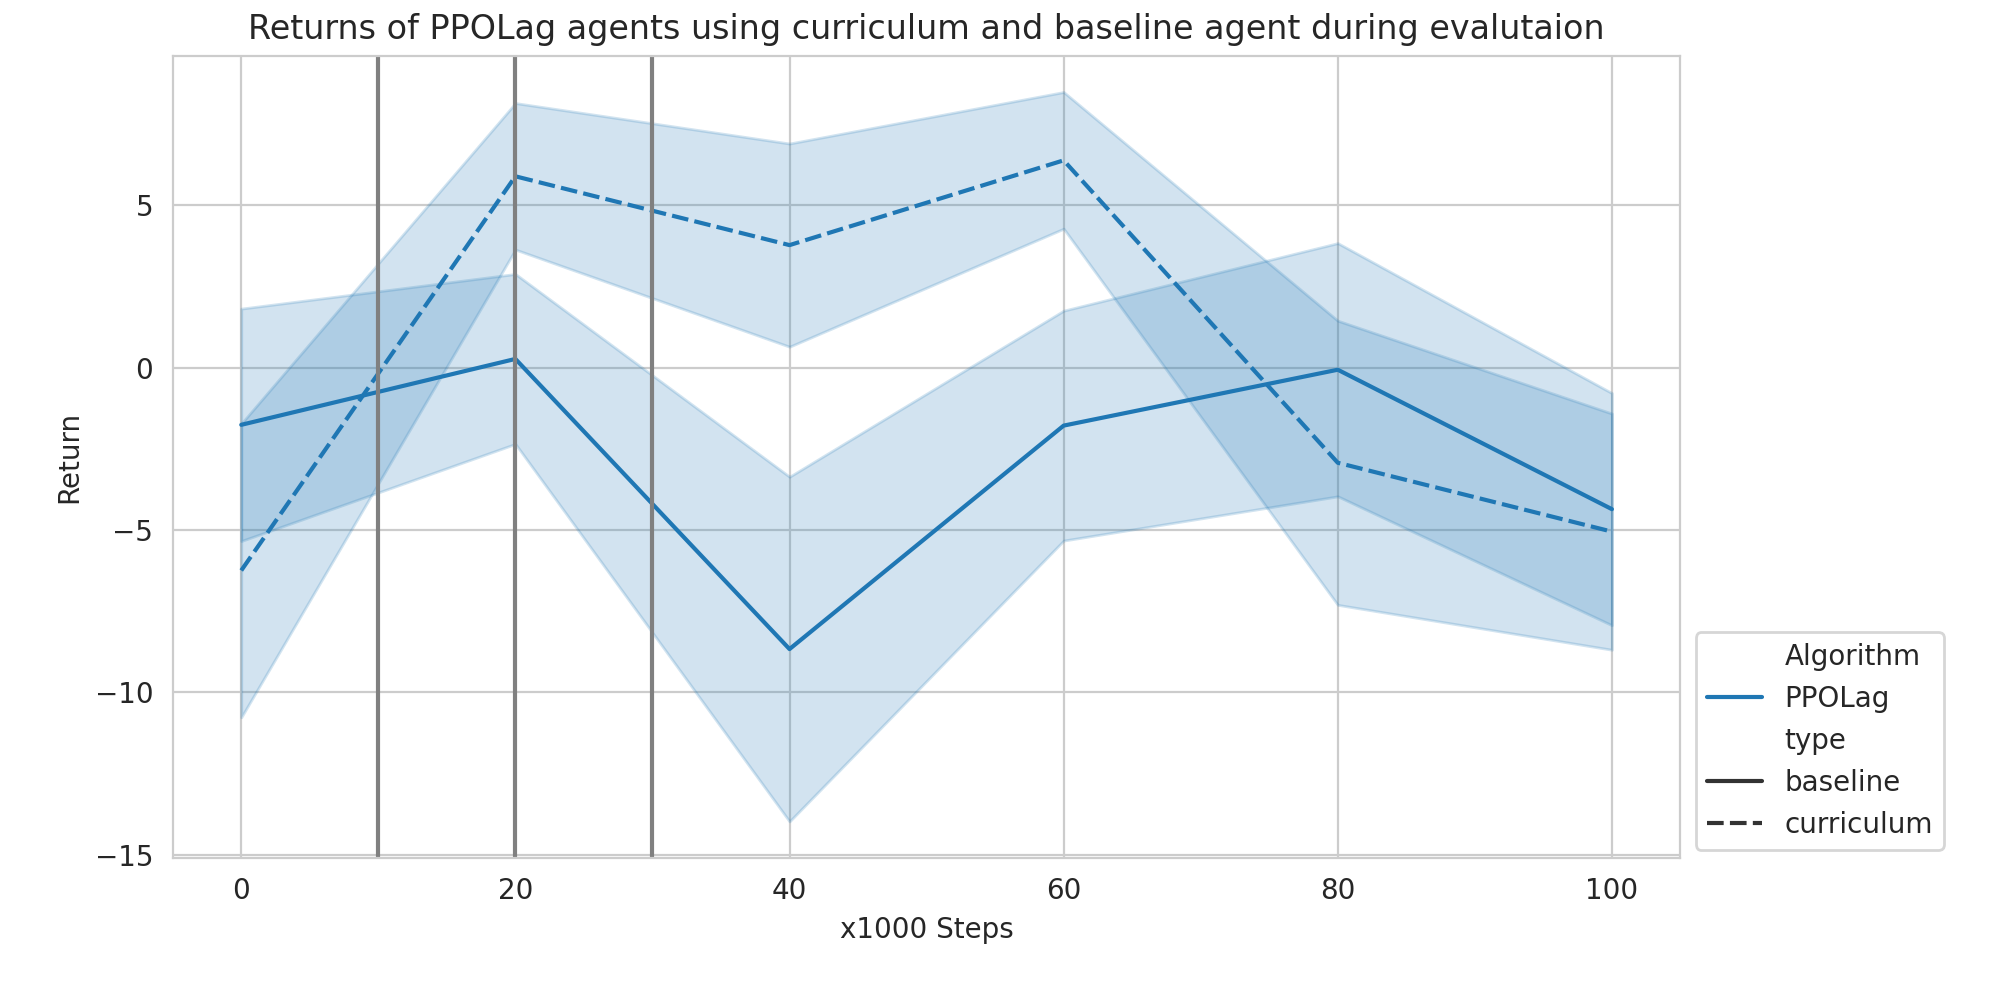 Returns of PPOLag agents using curriculum and baseline agent during evalutaion
Return
5
0
−5
−10
−15
0 20 40 60 80 100
x1000 Steps
Algorithm
PPOLag
type
baseline
curriculum